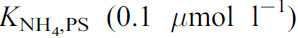 K_{NH_4,PS} (0.1 μmol l^{-1})